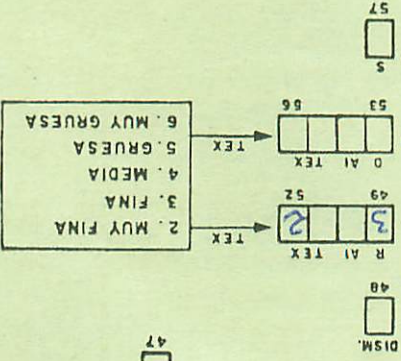 47
DISM.
48
R AI TEX
3 2 TEX
49 52
2. MUY FINA
3. FINA
4. MEDIA
5. GRUESA
6. MUY GRUESA
D AI TEX
TEX
53 56
S
57